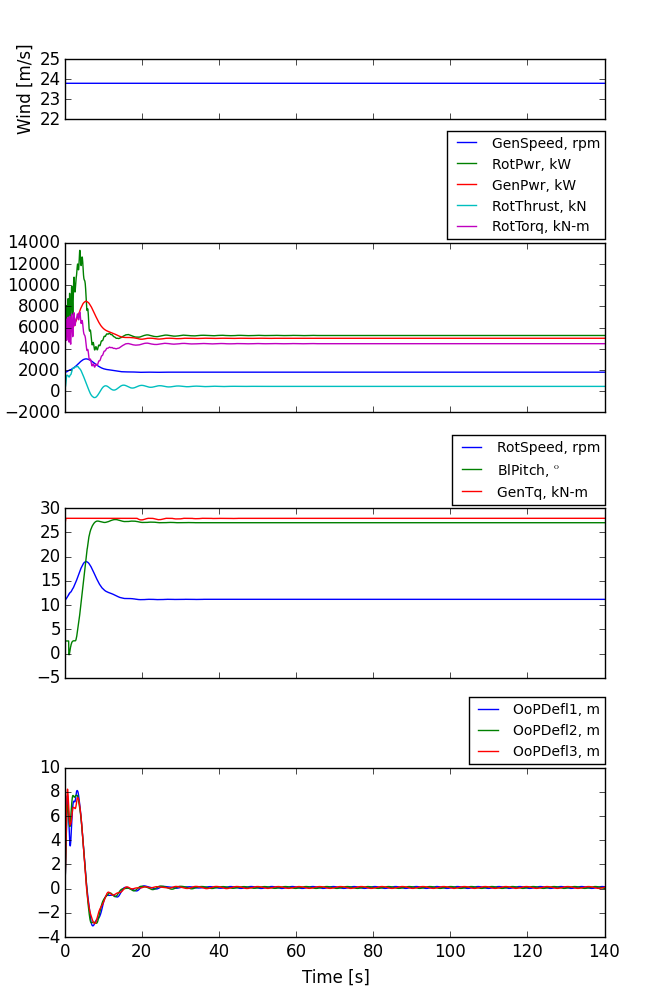 Wind [m/s]
25
24
23
22
GenSpeed, rpm
RotPwr, kW
GenPwr, kW
RotThrust, kN
RotTorq, kN-m
14000
12000
10000
8000
6000
4000
2000
0
−2000
RotSpeed, rpm
BlPitch, °
GenTq, kN-m
30
25
20
15
10
5
0
−5
OoPDefl1, m
OoPDefl2, m
OoPDefl3, m
10
8
6
4
2
0
−2
−4
0 20 40 60 80 100 120 140
Time [s]